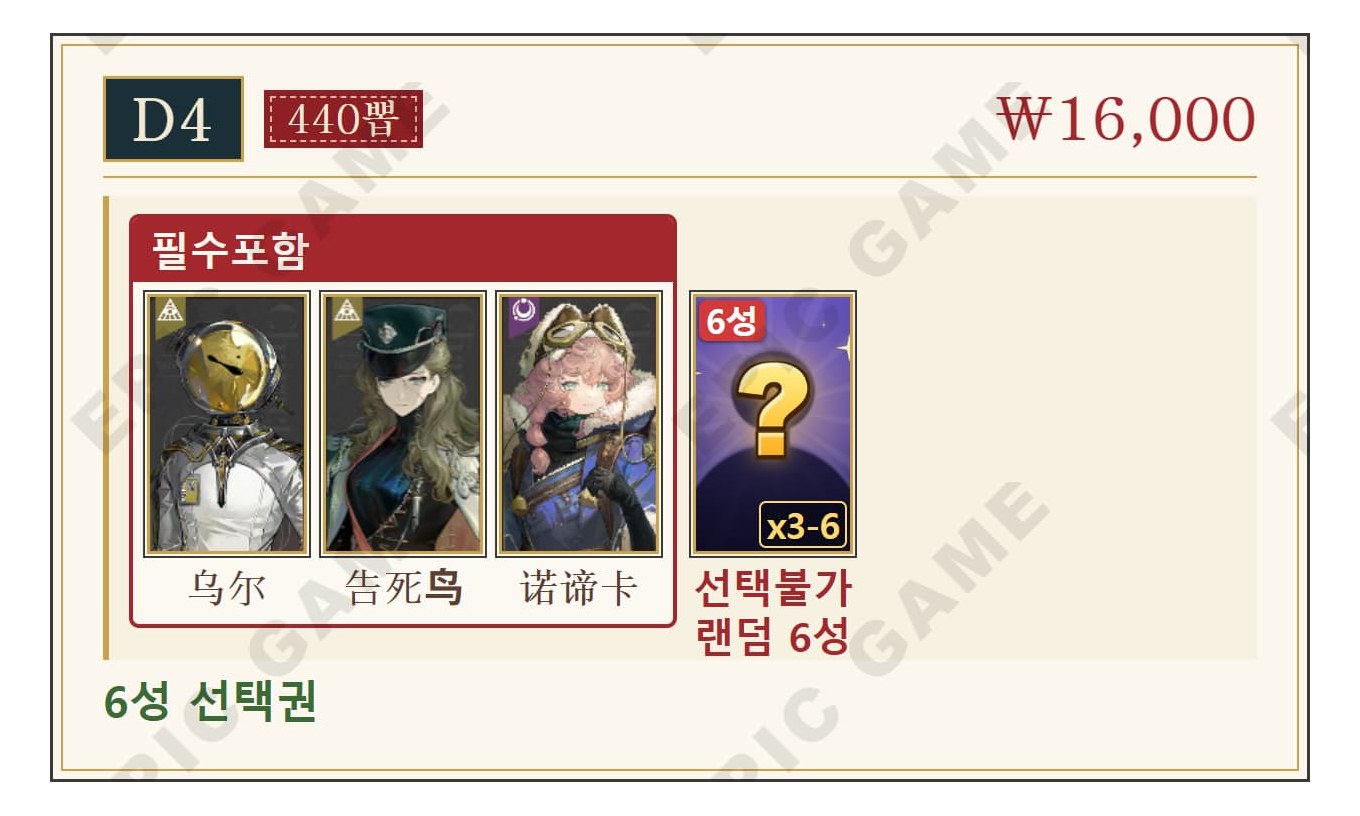 D4
440뽑
₩16,000
필수포함
6성
x3-6
乌尔
告死鸟
诺谛卡
선택불가
랜덤 6성
6성 선택권
EPIC GAME